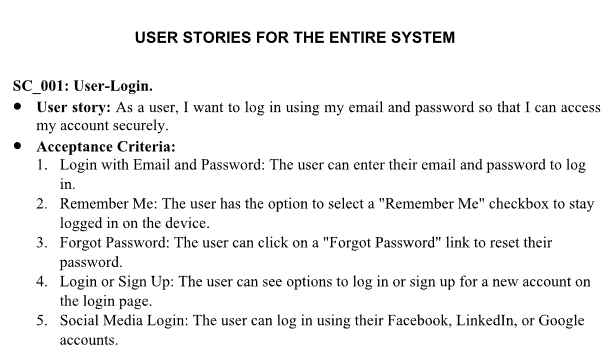 USER STORIES FOR THE ENTIRE SYSTEM
SC_001: User-Login.
● User story: As a user, I want to log in using my email and password so that I can access
my account securely.
● Acceptance Criteria:
1. Login with Email and Password: The user can enter their email and password to log
in.
2. Remember Me: The user has the option to select a "Remember Me" checkbox to stay
logged in on the device.
3. Forgot Password: The user can click on a "Forgot Password" link to reset their
password.
4. Login or Sign Up: The user can see options to log in or sign up for a new account on
the login page.
5. Social Media Login: The user can log in using their Facebook, LinkedIn, or Google
accounts.